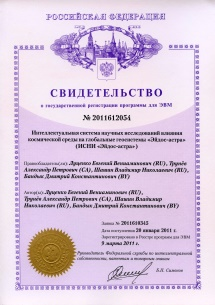 РОССИЙСКАЯ ФЕДЕРАЦИЯ
СВИДЕТЕЛЬСТВО
о государственной регистрации программы для ЭВМ
№ 2011612054
Интеллектуальная система научных исследований влияния
космической среды на глобальные геосистемы «Эйдос-астра»
(ИСНИ «Эйдос-астра»)
Правообладатель(ли): Луценко Евгений Вениаминович (RU), Трунёв
Александр Петрович (CA), Шашин Владимир Николаевич (RU),
Бандык Дмитрий Константинович (BY)
Автор(ы): Луценко Евгений Вениаминович (RU),
Трунёв Александр Петрович (CA), Шашин Владимир
Николаевич (RU), Бандык Дмитрий Константинович (BY)
Заявка № 2011610345
Дата поступления 20 января 2011 г.
Зарегистрировано в Реестре программ для ЭВМ
9 марта 2011 г.
Руководитель Федеральной службы по интеллектуальной
собственности, патентам и товарным знакам
Б.П. Симонов